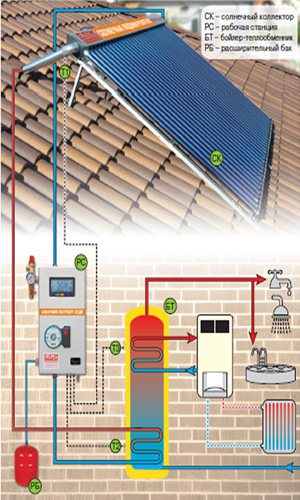 СК – солнечный коллектор
РС – рабочая станция
БТ – бойлер-теплообменник
РБ – расширительный бак
Т1
СК
РС
БТ
Т3
Т2
РБ